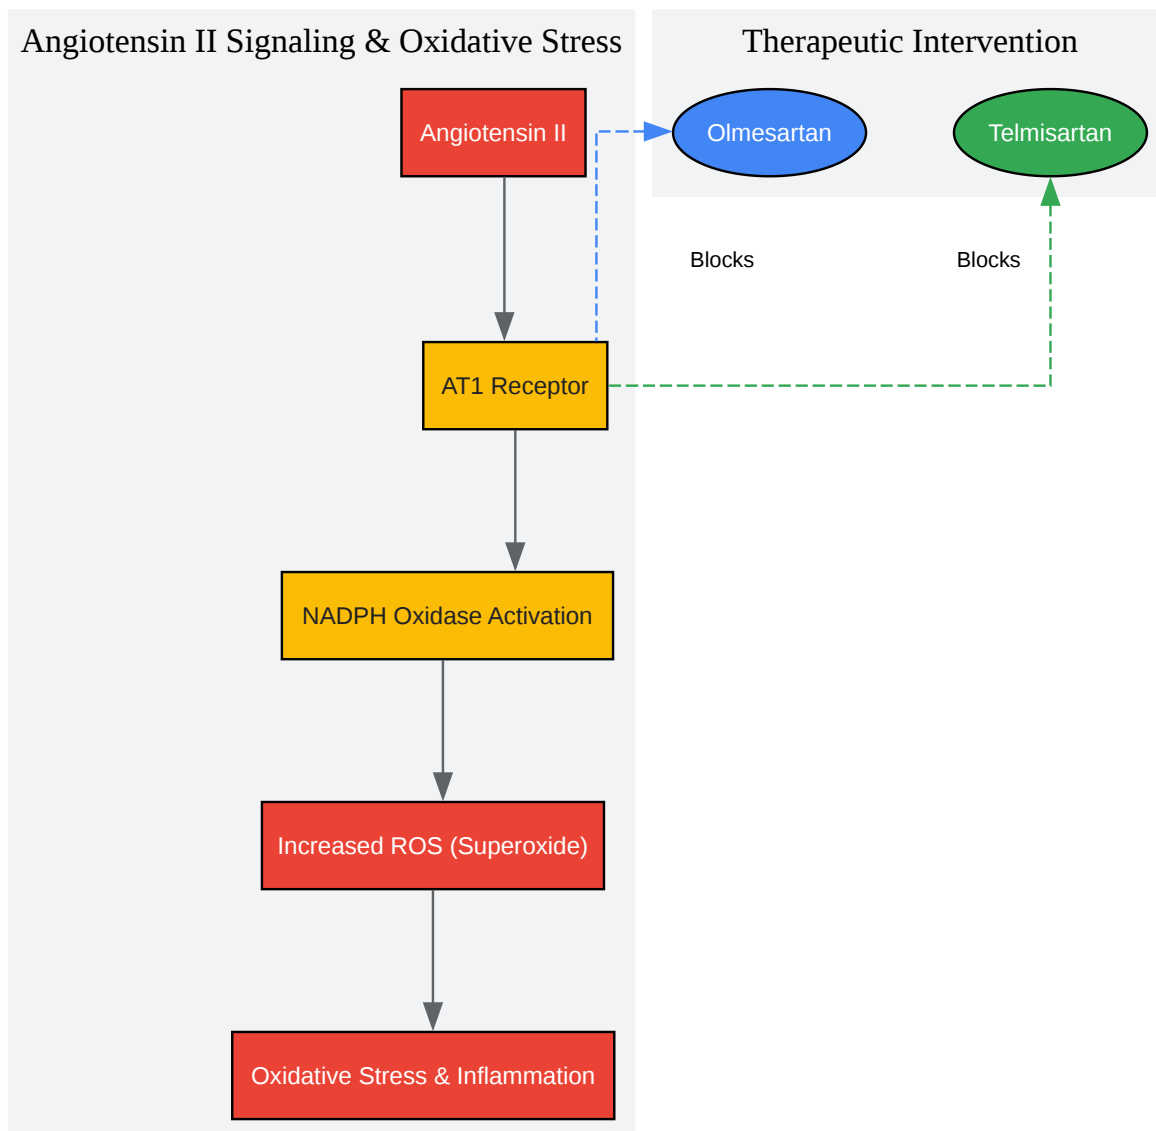 Angiotensin II Signaling & Oxidative Stress
Therapeutic Intervention
Angiotensin II
Olmesartan
Telmisartan
Blocks
Blocks
AT1 Receptor
NADPH Oxidase Activation
Increased ROS (Superoxide)
Oxidative Stress & Inflammation